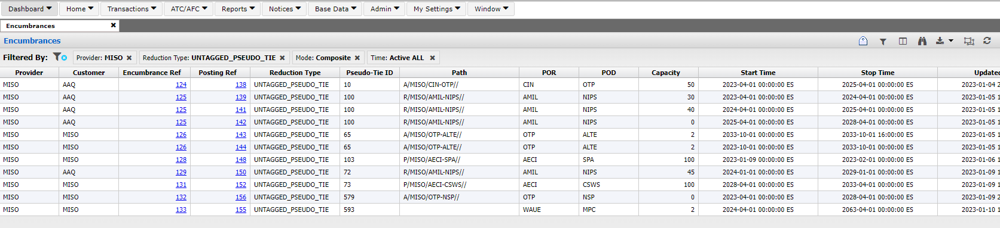 Dashboard Home Transactions ATC/AFC Reports Notices Base Data Admin My Settings Window
Encumbrances
Encumbrances
Filtered By: Provider: MISO Reduction Type: UNTAGGED_PSEUDO_TIE Mode: Composite Time: Active ALL
Provider Customer Encumbrance Ref Posting Ref Reduction Type Pseudo-Tie ID Path POR POD Capacity Start Time Stop Time Updated
MISO AAQ 124 138 UNTAGGED_PSEUDO_TIE 10 A/MISO/CIN-OTP// CIN OTP 50 2023-04-01 00:00:00 ES 2025-04-01 00:00:00 ES 2023-01-04 2
MISO AAQ 125 139 UNTAGGED_PSEUDO_TIE 100 R/MISO/AMIL-NIPS// AMIL NIPS 30 2023-04-01 00:00:00 ES 2024-04-01 00:00:00 ES 2023-01-05 1
MISO AAQ 125 141 UNTAGGED_PSEUDO_TIE 100 R/MISO/AMIL-NIPS// AMIL NIPS 40 2024-04-01 00:00:00 ES 2025-04-01 00:00:00 ES 2023-01-05 1
MISO AAQ 125 142 UNTAGGED_PSEUDO_TIE 100 R/MISO/AMIL-NIPS// AMIL NIPS 0 2025-04-01 00:00:00 ES 2028-04-01 00:00:00 ES 2023-01-05 1
MISO MISO 126 143 UNTAGGED_PSEUDO_TIE 65 A/MISO/OTP-ALTE// OTP ALTE 2 2033-10-01 00:00:00 ES 2033-10-01 16:00:00 ES 2023-01-05 1
MISO MISO 126 144 UNTAGGED_PSEUDO_TIE 65 A/MISO/OTP-ALTE// OTP ALTE 2 2023-10-01 00:00:00 ES 2033-10-01 00:00:00 ES 2023-01-05 1
MISO MISO 128 148 UNTAGGED_PSEUDO_TIE 103 P/MISO/AECI-SPA// AECI SPA 100 2023-01-09 00:00:00 ES 2023-02-01 00:00:00 ES 2023-01-06 1
MISO AAQ 129 150 UNTAGGED_PSEUDO_TIE 72 R/MISO/AMIL-NIPS// AMIL NIPS 45 2024-01-01 00:00:00 ES 2029-01-01 00:00:00 ES 2023-01-09 1
MISO MISO 131 152 UNTAGGED_PSEUDO_TIE 73 P/MISO/AECI-CSWS// AECI CSWS 100 2028-04-01 00:00:00 ES 2033-04-01 00:00:00 ES 2023-01-09 1
MISO MISO 132 156 UNTAGGED_PSEUDO_TIE 579 A/MISO/OTP-NSP// OTP NSP 0 2023-04-01 00:00:00 ES 2028-04-01 00:00:00 ES 2023-01-09 2
MISO MISO 133 155 UNTAGGED_PSEUDO_TIE 593 WAUE MPC 2 2024-04-01 00:00:00 ES 2063-04-01 00:00:00 ES 2023-01-10 1